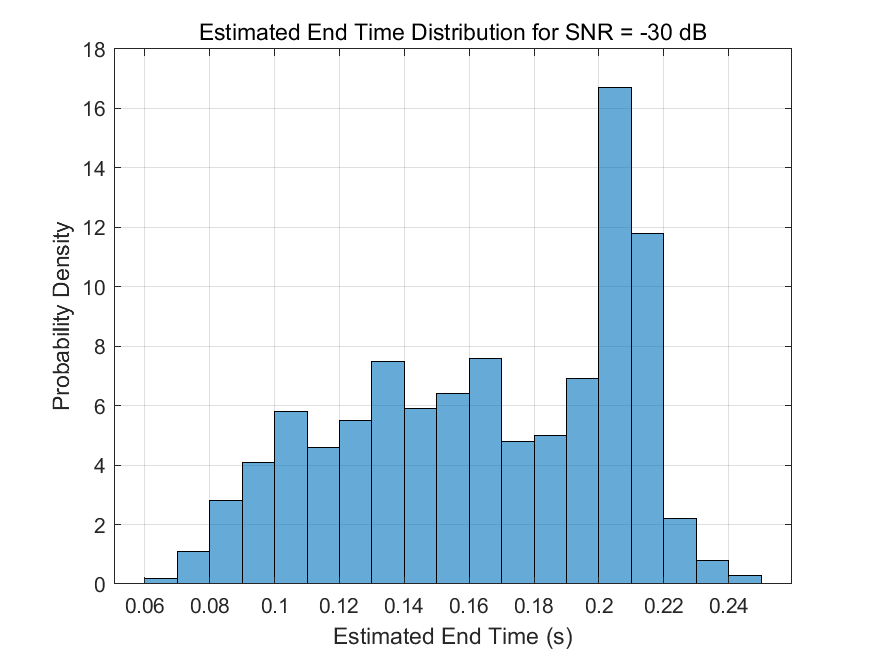 Estimated End Time Distribution for SNR = -30 dB
18
16
14
12
10
8
6
4
2
0
Probability Density
0.06 0.08 0.1 0.12 0.14 0.16 0.18 0.2 0.22 0.24
Estimated End Time (s)